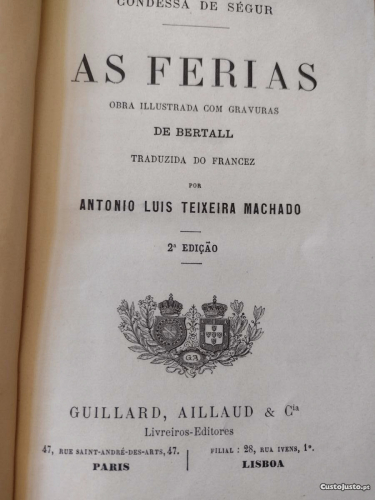 CONDESSA DE SÉGUR
AS FERIAS
OBRA ILLUSTRADA COM GRAVURAS
DE BERTALL
TRADUZIDA DO FRANCEZ
POR
ANTONIO LUIS TEIXEIRA MACHADO
2ª EDIÇÃO
GA
GUILLARD, AILLAUD & Cia
Livreiros-Editores
47, RUE SAINT-ANDRÉ-DES-ARTS, 47.
PARIS
FILIAL : 28, RUA IVENS, 1º.
LISBOA
CustoJusto.pt